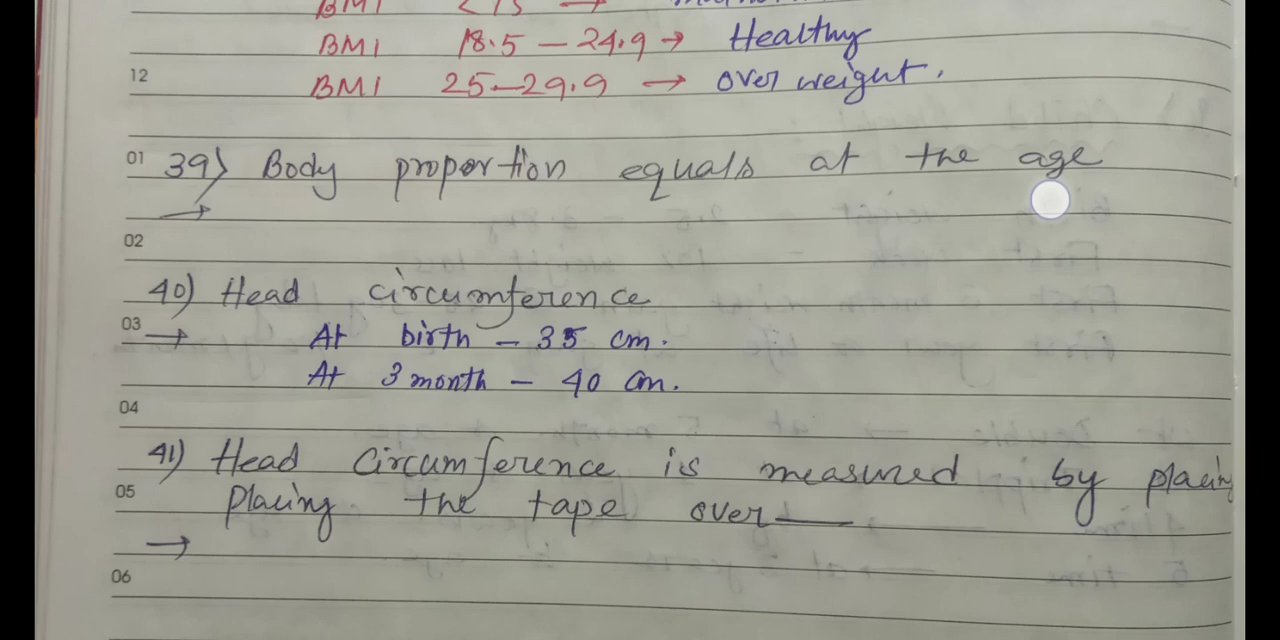 BMI
BMI 18.5 – 24.9 → Healthy
12
BMI 25–29.9 → over weight.
01
39) Body proportion equals at the age
→
02
40) Head circumference
03
→ At birth – 35 cm.
At 3 month – 40 cm.
04
41) Head circumference is measured by placing
05
placing the tape over ——
→
06